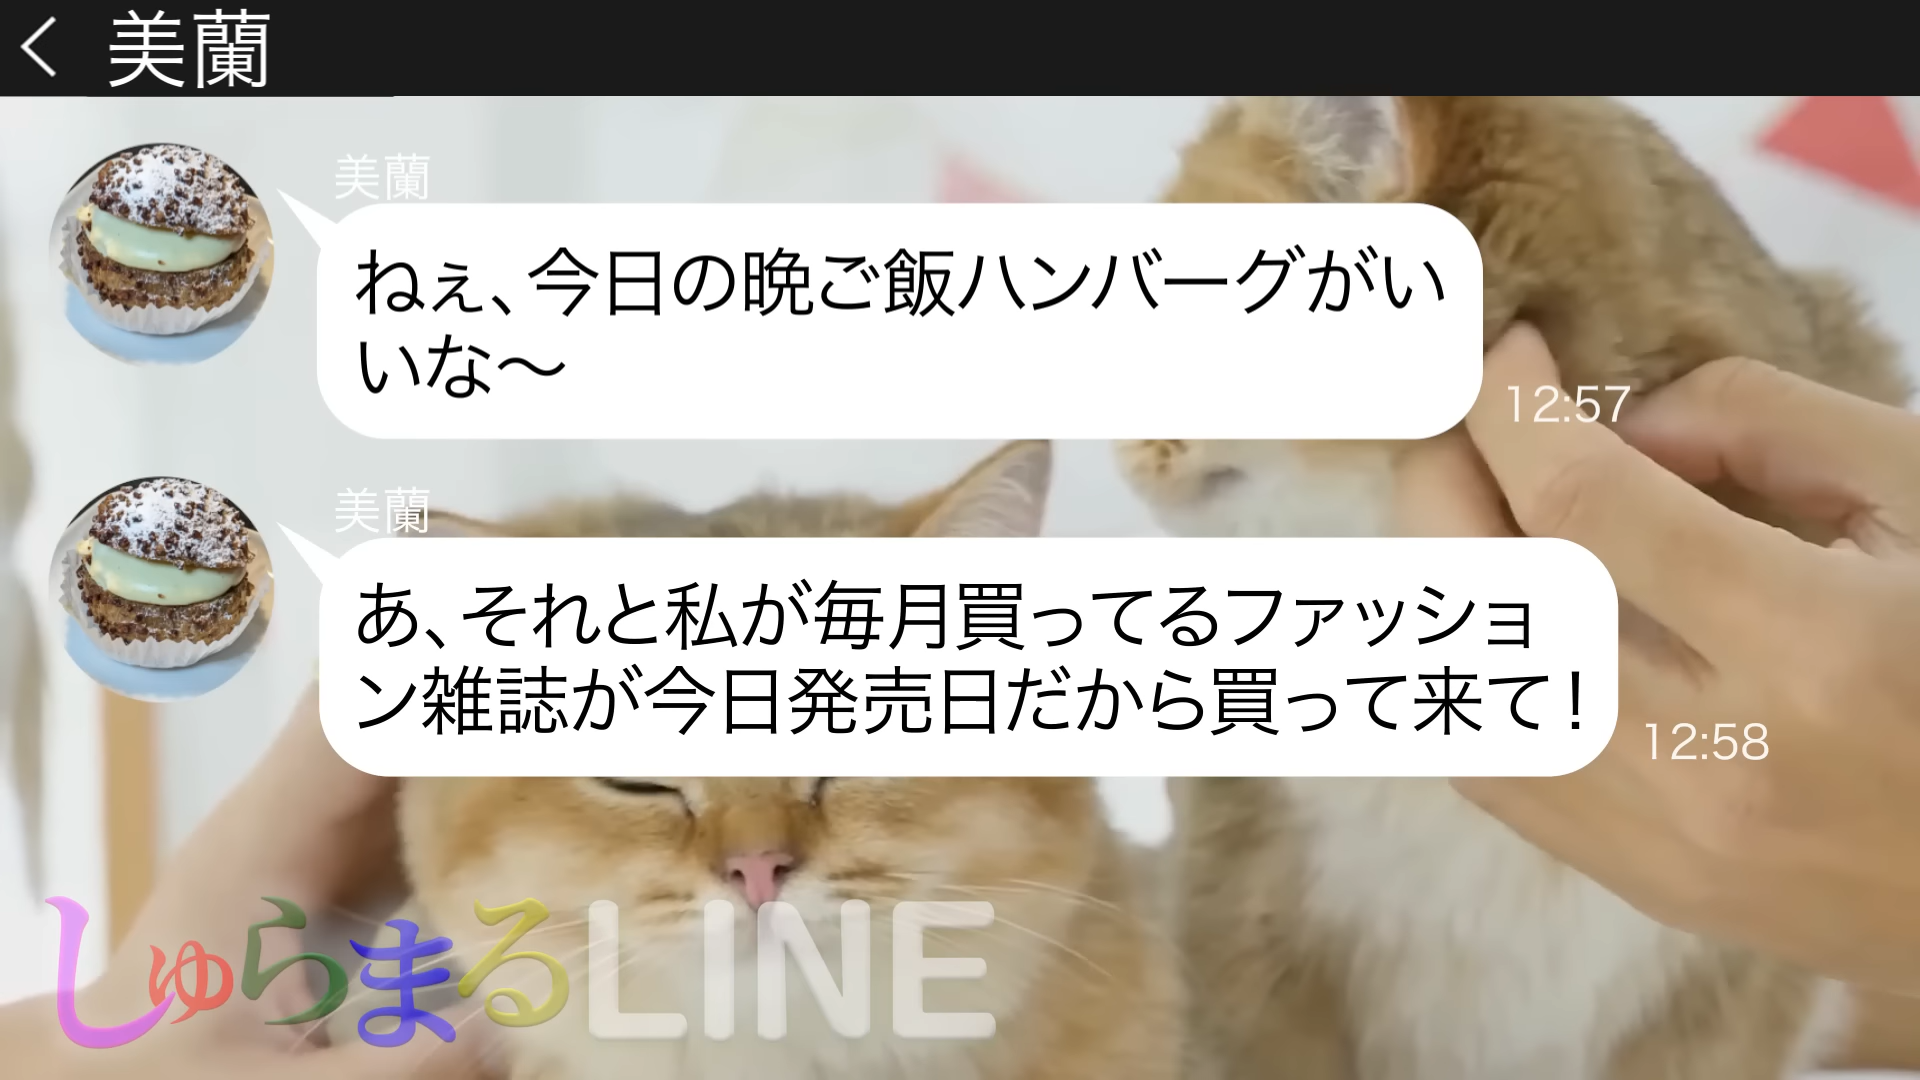 美蘭
美蘭
ねぇ、今日の晩ご飯ハンバーグがい
いな〜
12:57
美蘭
あ、それと私が毎月買ってるファッショ
ン雑誌が今日発売日だから買って来て!
12:58
しゅらまるLINE